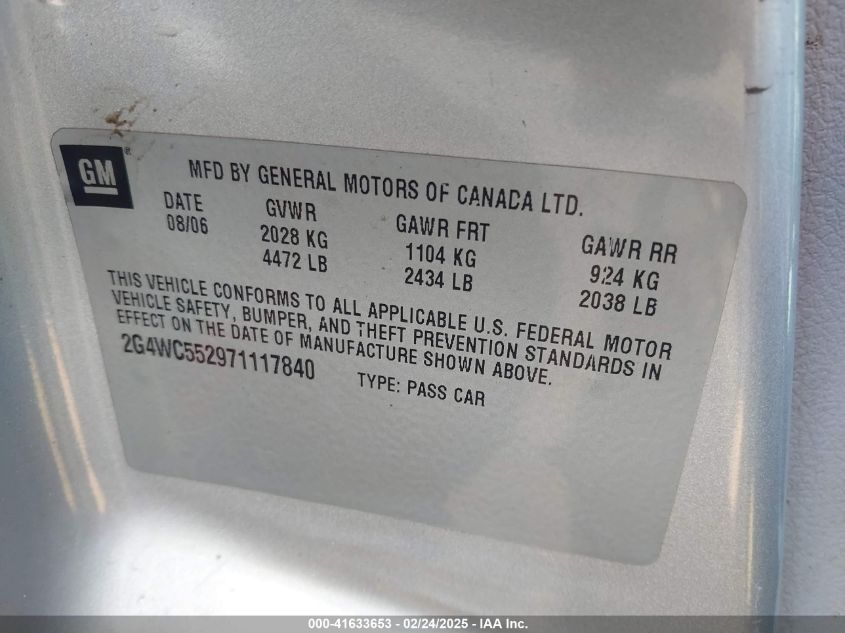 GM
MFD BY GENERAL MOTORS OF CANADA LTD.
DATE GVWR GAWR FRT GAWR RR
08/06 2028 KG 1104 KG 924 KG
4472 LB 2434 LB 2038 LB
THIS VEHICLE CONFORMS TO ALL APPLICABLE U.S. FEDERAL MOTOR
VEHICLE SAFETY, BUMPER, AND THEFT PREVENTION STANDARDS IN
EFFECT ON THE DATE OF MANUFACTURE SHOWN ABOVE.
2G4WC552971117840 TYPE: PASS CAR
000-41633653 - 02/24/2025 - IAA Inc.